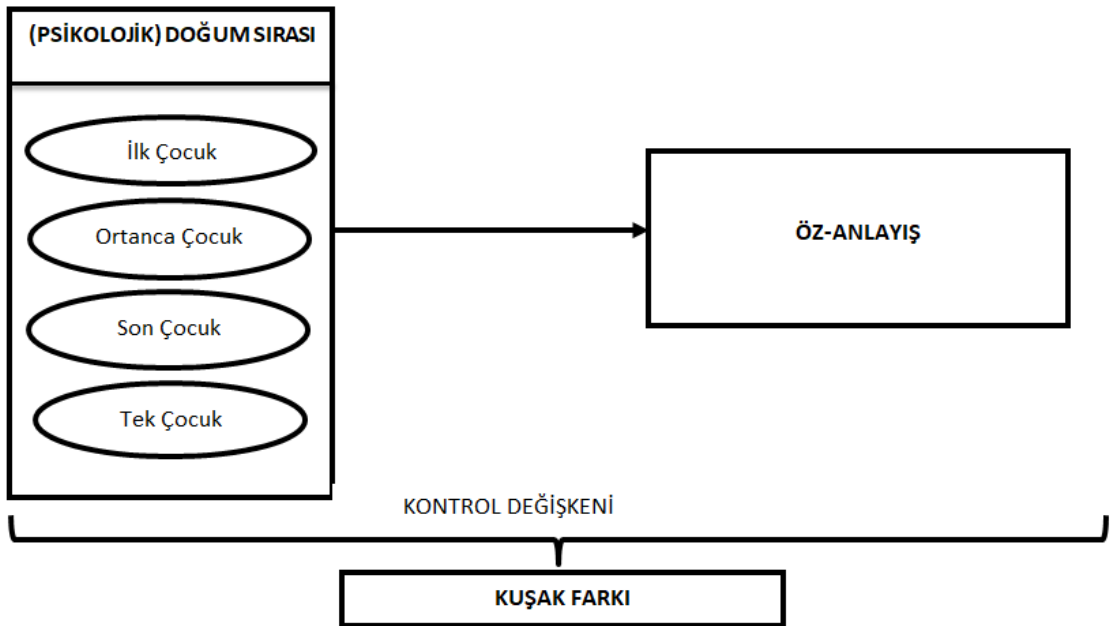 (PSİKOLOJİK) DOĞUM SIRASI
İlk Çocuk
Ortanca Çocuk
Son Çocuk
Tek Çocuk
ÖZ-ANLAYIŞ
KONTROL DEĞİŞKENİ
KUŞAK FARKI